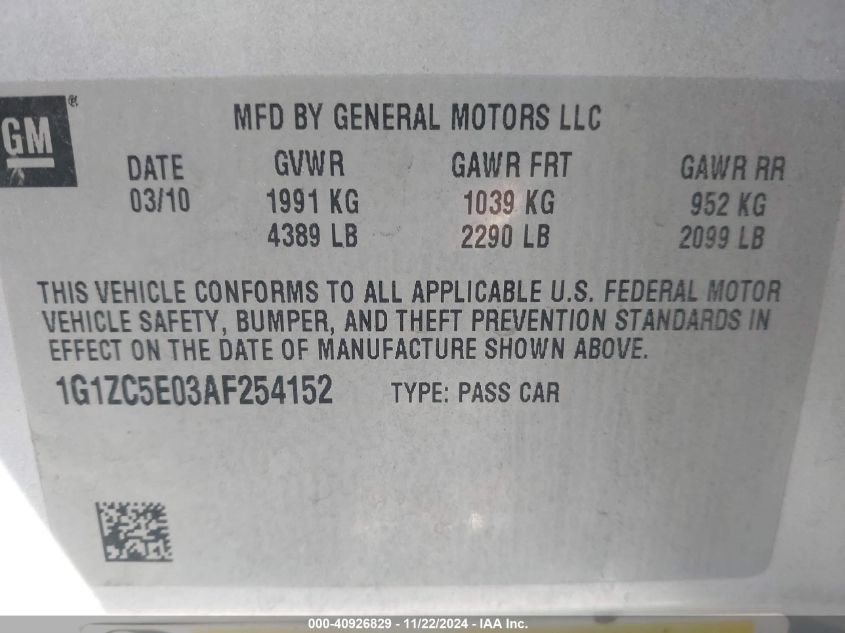 GM®
MFD BY GENERAL MOTORS LLC
DATE GVWR GAWR FRT GAWR RR
03/10 1991 KG 1039 KG 952 KG
4389 LB 2290 LB 2099 LB
THIS VEHICLE CONFORMS TO ALL APPLICABLE U.S. FEDERAL MOTOR
VEHICLE SAFETY, BUMPER, AND THEFT PREVENTION STANDARDS IN
EFFECT ON THE DATE OF MANUFACTURE SHOWN ABOVE.
1G1ZC5E03AF254152 TYPE: PASS CAR
000-40926829 - 11/22/2024 - IAA Inc.